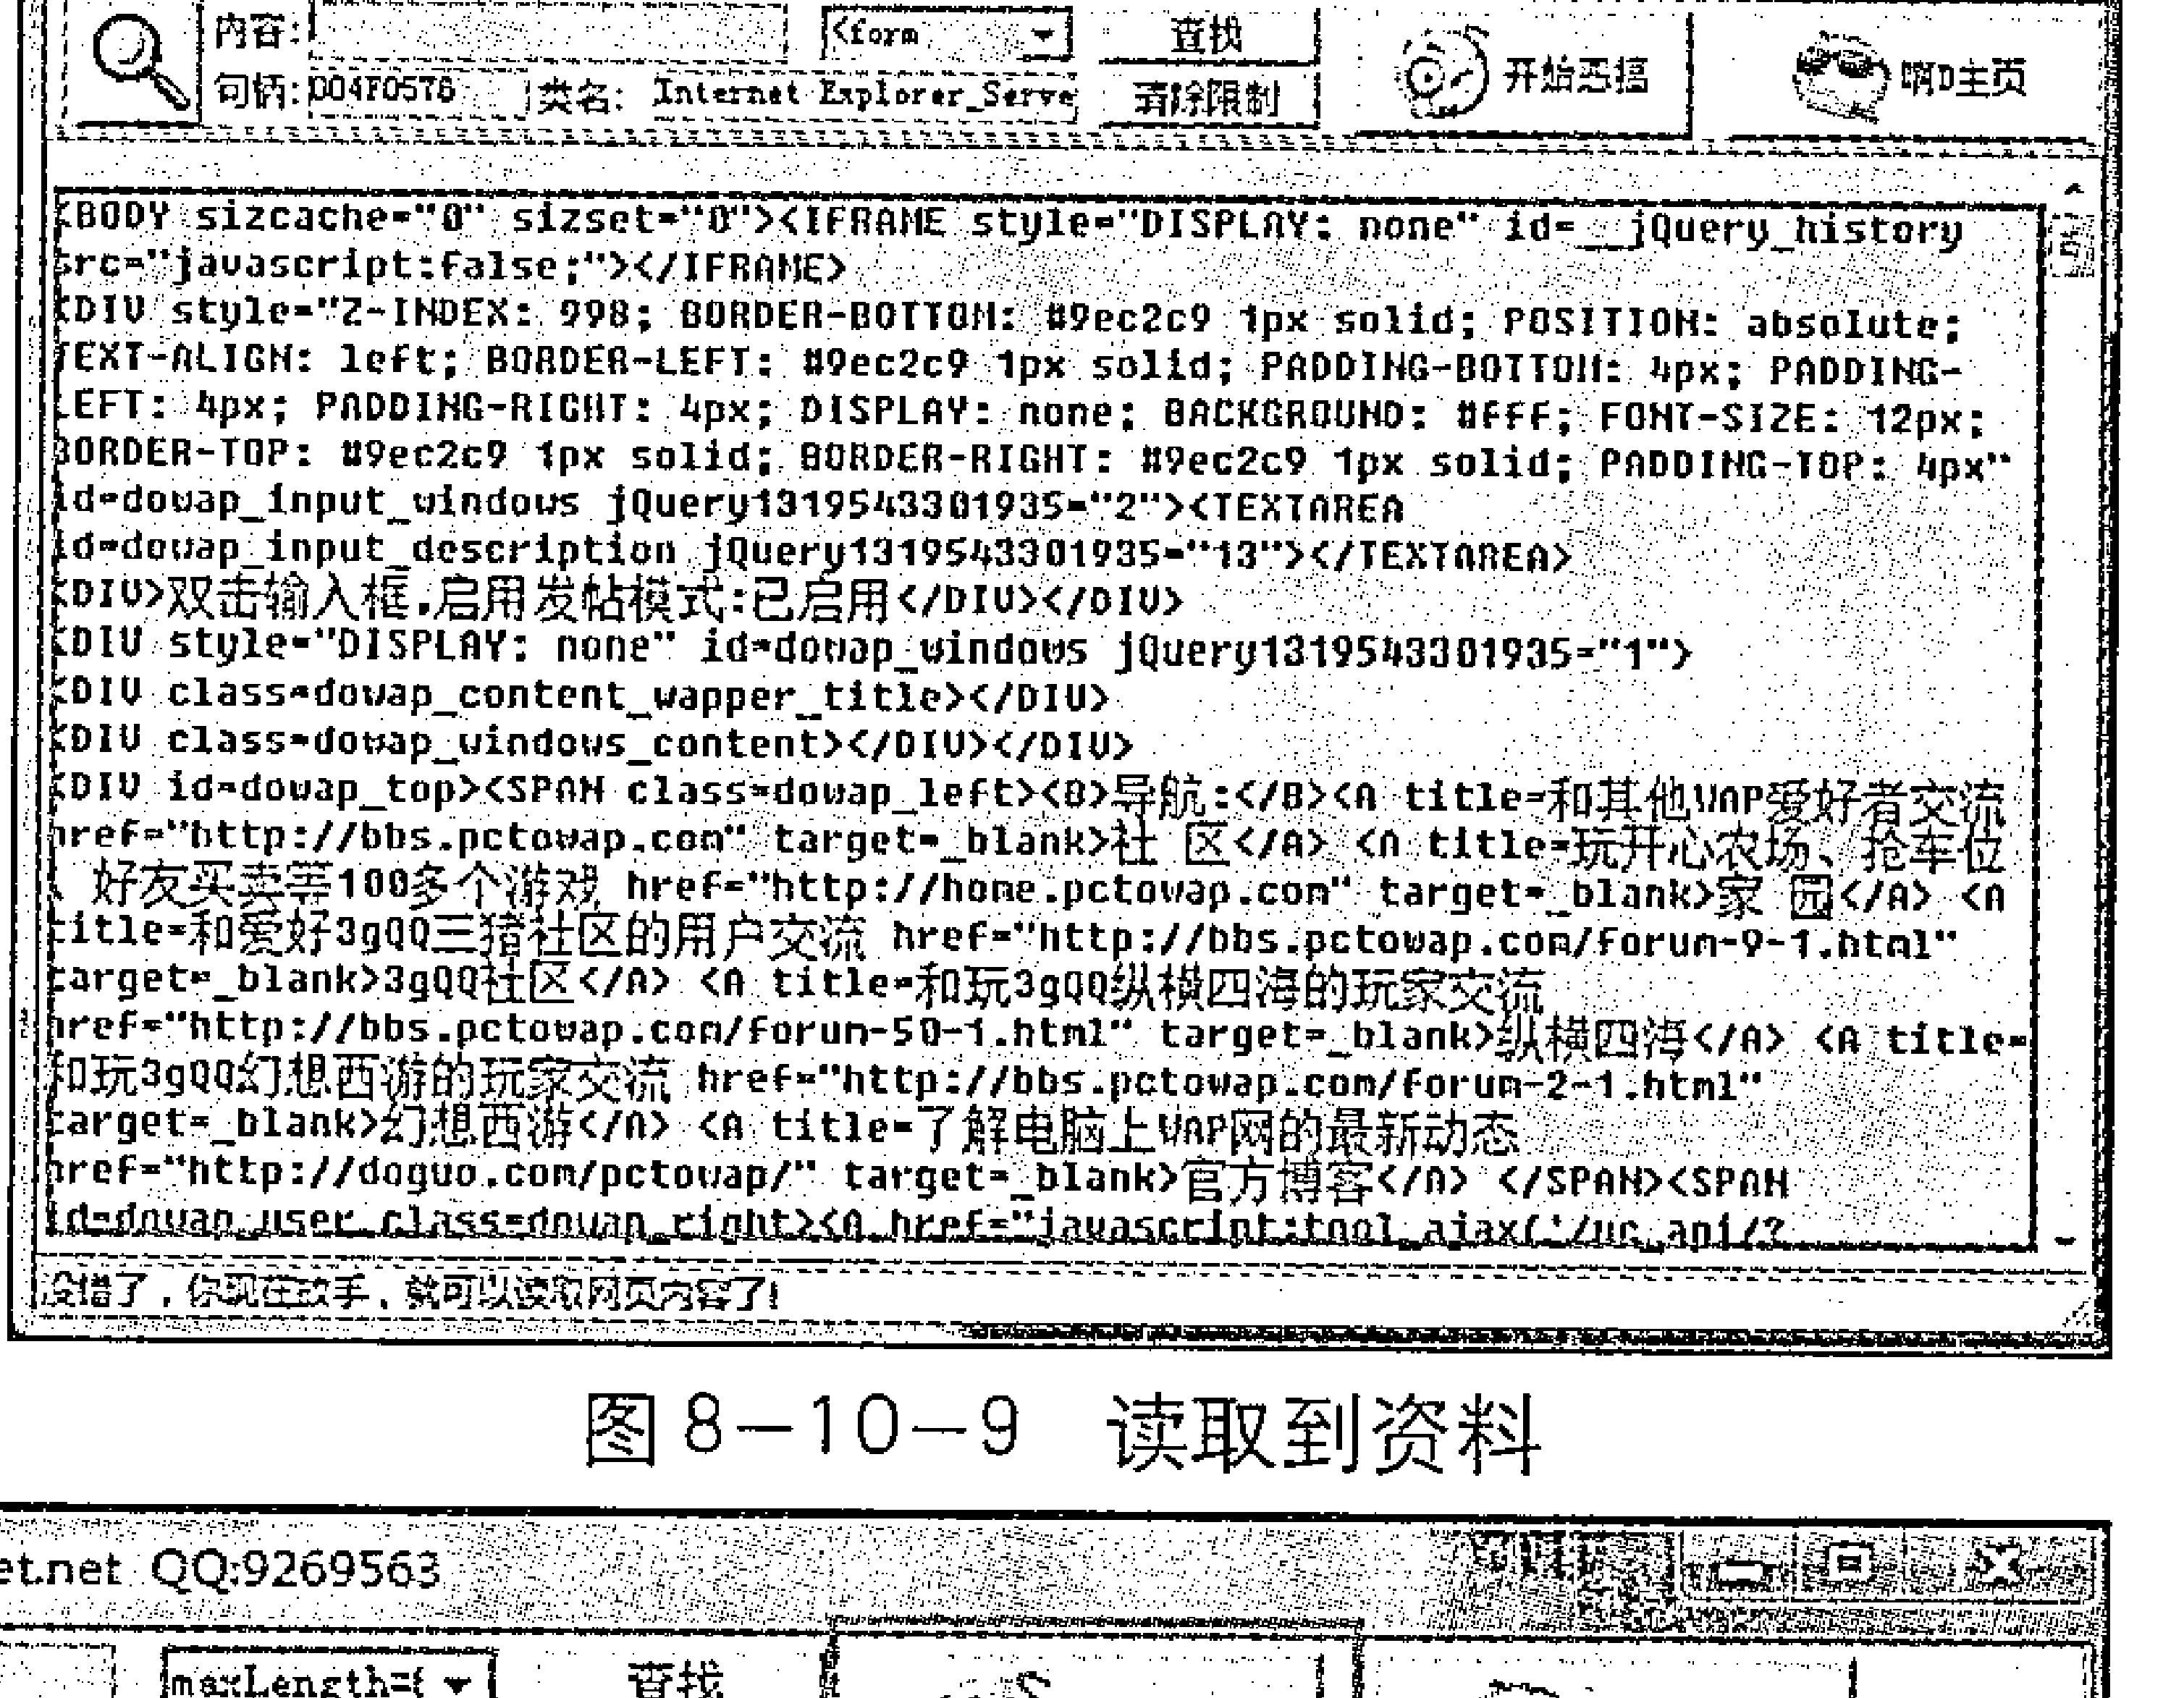 内容:
<form
查找
开始恶搞
啊D主页
句柄:
004F0578
类名:
Internet Explorer_Serve
清除限制
<BODY sizcache="0" sizset="0"><IFRAME style="DISPLAY: none" id=__jQuery_history
src="javascript:false;"></IFRAME>
<DIV style="Z-INDEX: 998; BORDER-BOTTOM: #9ec2c9 1px solid; POSITION: absolute;
TEXT-ALIGN: left; BORDER-LEFT: #9ec2c9 1px solid; PADDING-BOTTOM: 4px; PADDING-
LEFT: 4px; PADDING-RIGHT: 4px; DISPLAY: none; BACKGROUND: #fff; FONT-SIZE: 12px;
BORDER-TOP: #9ec2c9 1px solid; BORDER-RIGHT: #9ec2c9 1px solid; PADDING-TOP: 4px"
id=dowap_input_windows jQuery1319543301935="2"><TEXTAREA
id=dowap_input_description jQuery1319543301935="13"></TEXTAREA>
<DIV>双击输入框.启用发帖模式:已启用</DIV></DIV>
<DIV style="DISPLAY: none" id=dowap_windows jQuery1319543301935="1">
<DIV class=dowap_content_wapper_title></DIV>
<DIV class=dowap_windows_content></DIV></DIV>
<DIV id=dowap_top><SPAN class=dowap_left><B>导航:</B><A title=和其他WAP爱好者交流
href="http://bbs.pctowap.com" target=_blank>社 区</A> <A title=玩开心农场、抢车位
、好友买卖等100多个游戏 href="http://home.pctowap.com" target=_blank>家 园</A> <A
title=和爱好3gQQ三猪社区的用户交流 href="http://bbs.pctowap.com/forum-9-1.html"
target=_blank>3gQQ社区</A> <A title=和玩3gQQ纵横四海的玩家交流
href="http://bbs.pctowap.com/forum-50-1.html" target=_blank>纵横四海</A> <A title=
和玩3gQQ幻想西游的玩家交流 href="http://bbs.pctowap.com/forum-2-1.html"
target=_blank>幻想西游</A> <A title=了解电脑上WAP网的最新动态
href="http://doguo.com/pctowap/" target=_blank>官方博客</A> </SPAN><SPAN
id=dowap_user class=dowap_right><A href="javascript:tool_ajax('/uc_api/?
没错了，你现在放手，就可以读取网页内容了!
图8-10-9 读取到资料
et.net QQ:9269563
maxLength={
查找